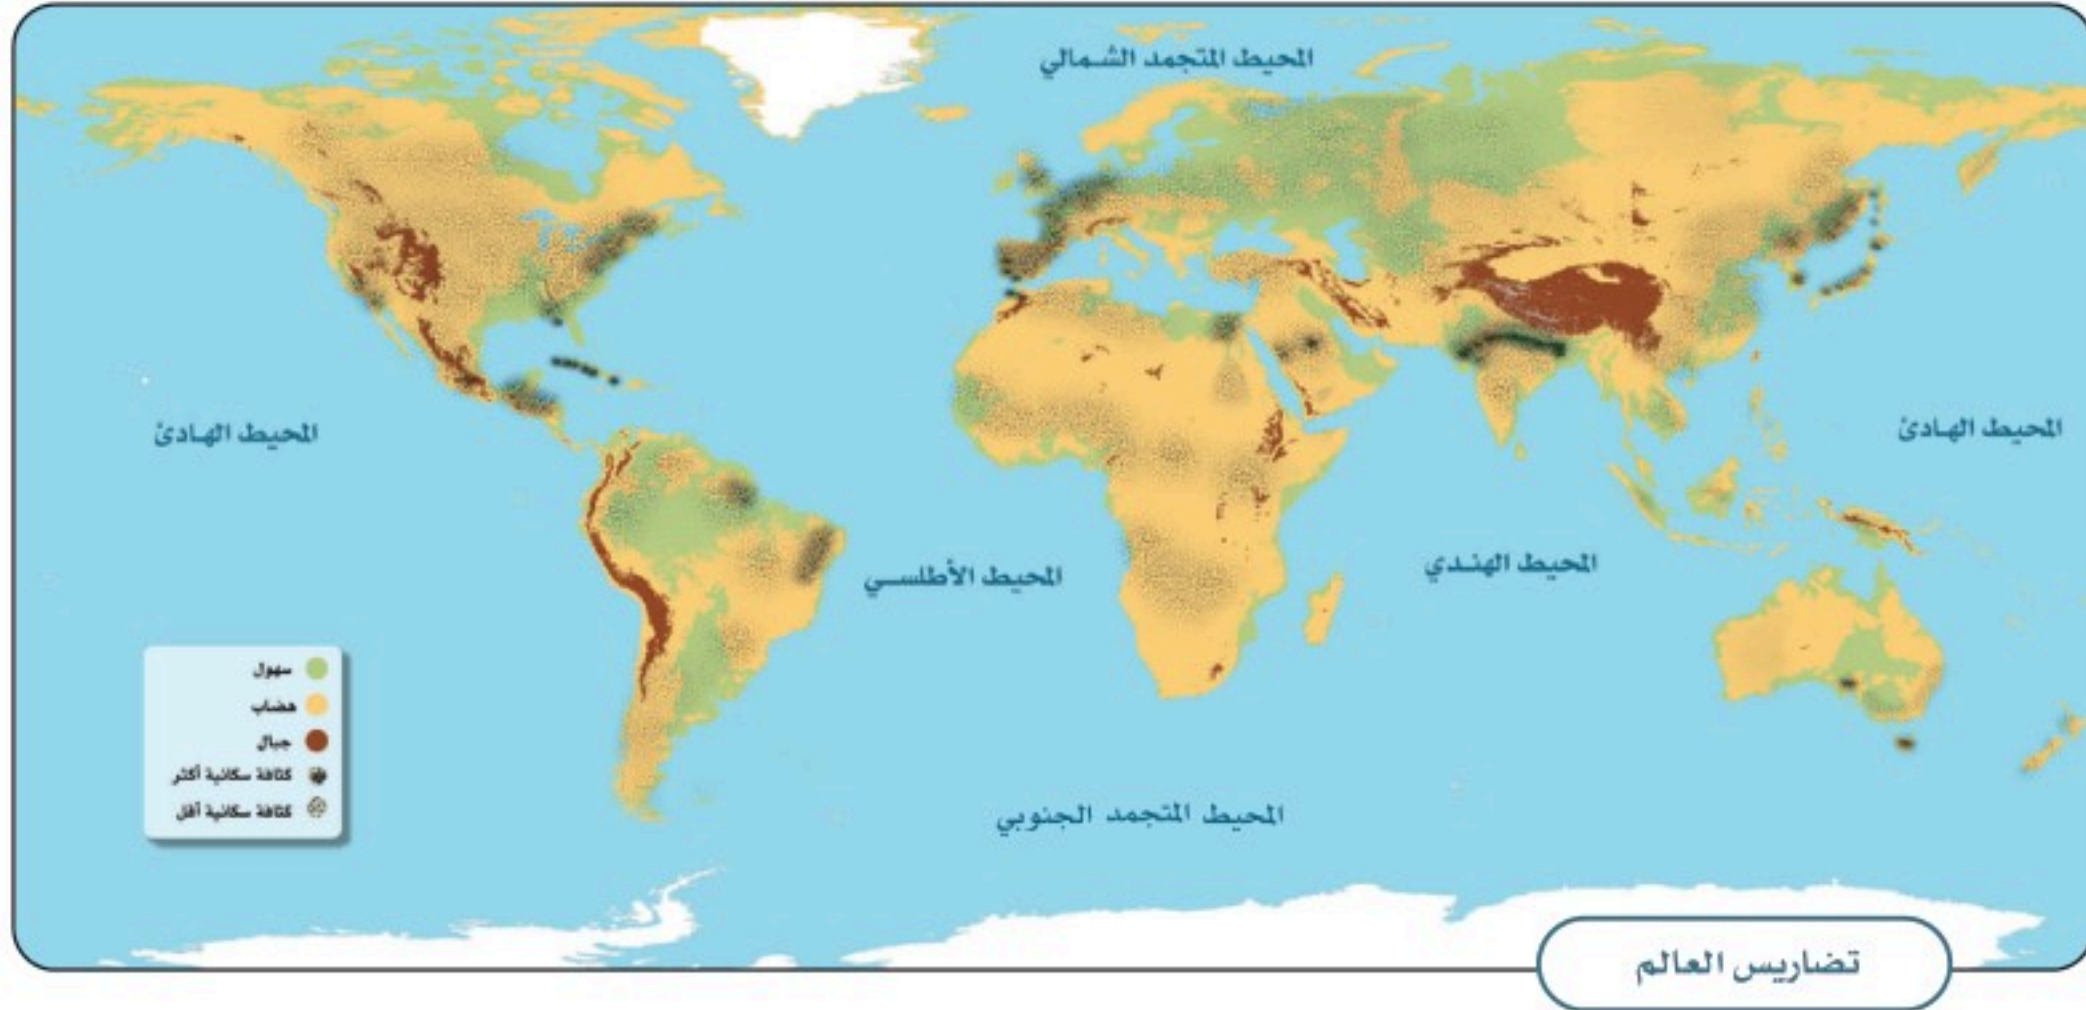 المحيط المتجمد الشمالي
المحيط الهادئ
المحيط الهادئ
المحيط الهندي
المحيط الأطلسي
سهول
هضاب
جبال
كثافة سكانية أكثر
كثافة سكانية أقل
المحيط المتجمد الجنوبي
تضاريس العالم